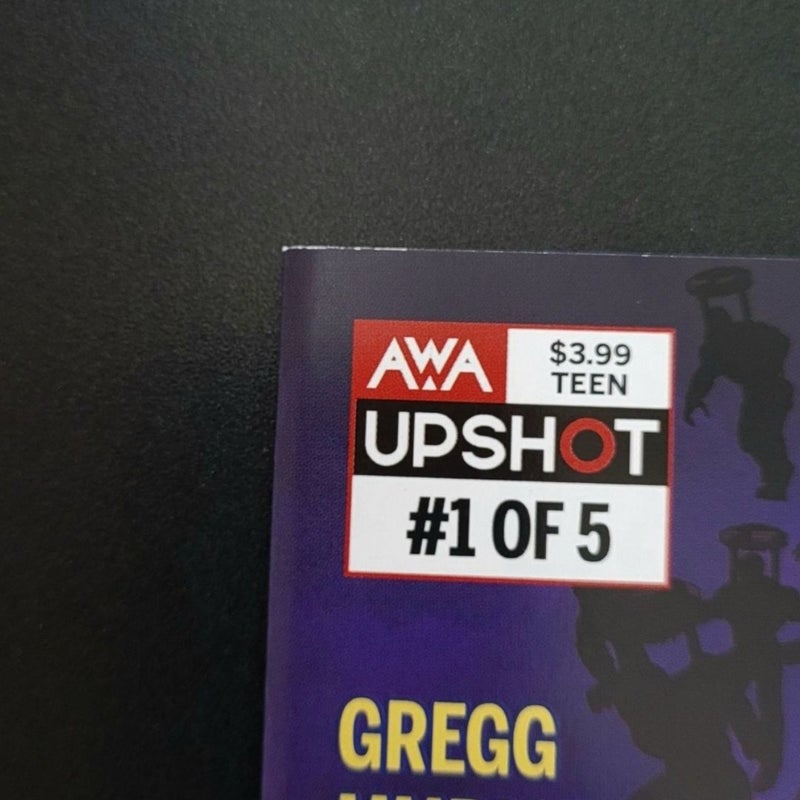 AWA
$3.99
TEEN
UPSHOT
#1 OF 5
GREGG